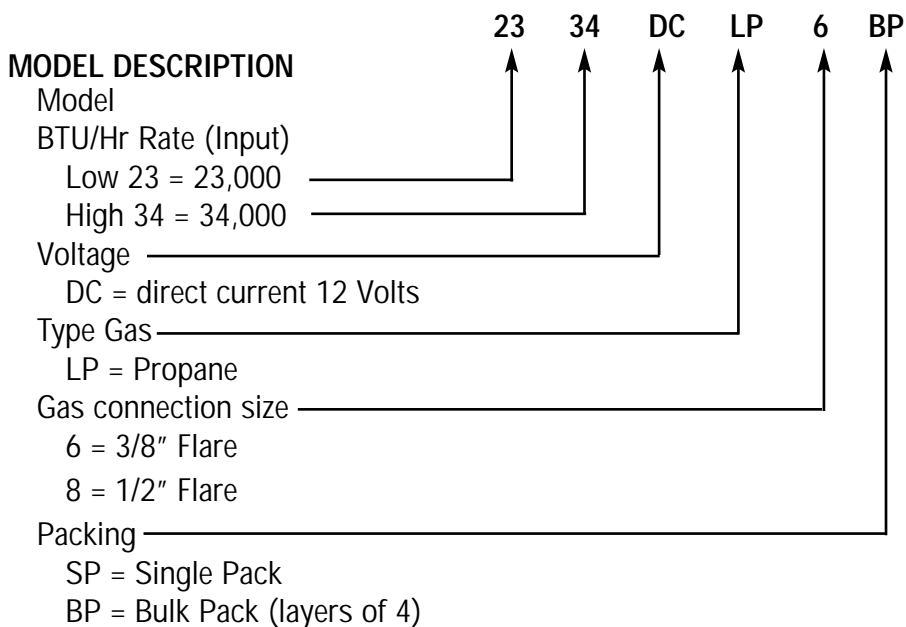 23 34 DC LP 6 BP
MODEL DESCRIPTION
Model
BTU/Hr Rate (Input)
Low 23 = 23,000
High 34 = 34,000
Voltage
DC = direct current 12 Volts
Type Gas
LP = Propane
Gas connection size
6 = 3/8″ Flare
8 = 1/2″ Flare
Packing
SP = Single Pack
BP = Bulk Pack (layers of 4)